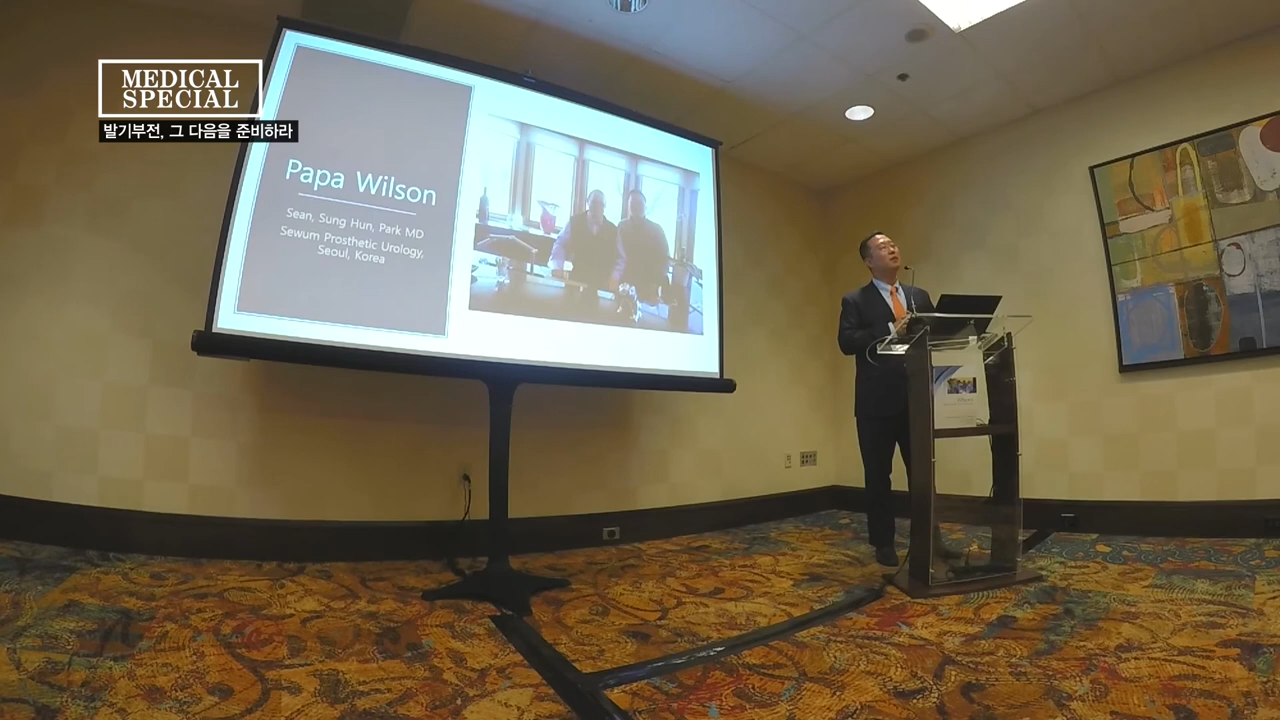 MEDICAL
SPECIAL
발기부전, 그 다음을 준비하라
Papa Wilson
Sean, Sung Hun, Park MD
Sewum Prosthetic Urology,
Seoul, Korea